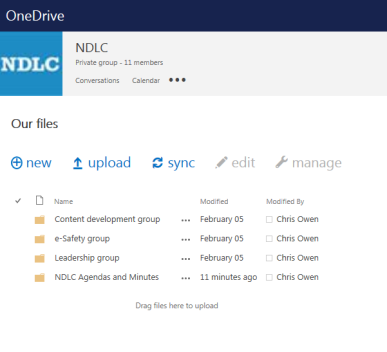 OneDrive
NDLC
NDLC
Private group - 11 members
Conversations Calendar •••
Our files
new upload sync edit manage
Name Modified Modified By
Content development group ••• February 05 Chris Owen
e-Safety group ••• February 05 Chris Owen
Leadership group ••• February 05 Chris Owen
NDLC Agendas and Minutes ••• 11 minutes ago Chris Owen
Drag files here to upload